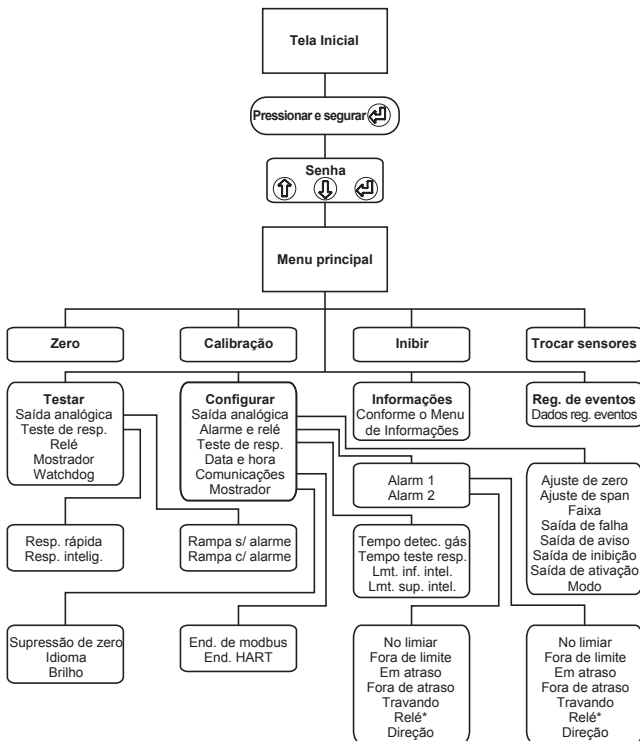 Tela Inicial
Pressionar e segurar
Senha
Menu principal
Zero
Calibração
Inibir
Trocar sensores
Testar
Saída analógica
Teste de resp.
Relé
Mostrador
Watchdog
Configurar
Saída analógica
Alarme e relé
Teste de resp.
Data e hora
Comunicações
Mostrador
Informações
Conforme o Menu
de Informações
Reg. de eventos
Dados reg. eventos
Resp. rápida
Resp. intelig.
Rampa s/ alarme
Rampa c/ alarme
Alarm 1
Alarm 2
Tempo detec. gás
Tempo teste resp.
Lmt. inf. intel.
Lmt. sup. intel.
Ajuste de zero
Ajuste de span
Faixa
Saída de falha
Saída de aviso
Saída de inibição
Saída de ativação
Modo
Supressão de zero
Idioma
Brilho
End. de modbus
End. HART
No limiar
Fora de limite
Em atraso
Fora de atraso
Travando
Relé*
Direção
No limiar
Fora de limite
Em atraso
Fora de atraso
Travando
Relé*
Direção